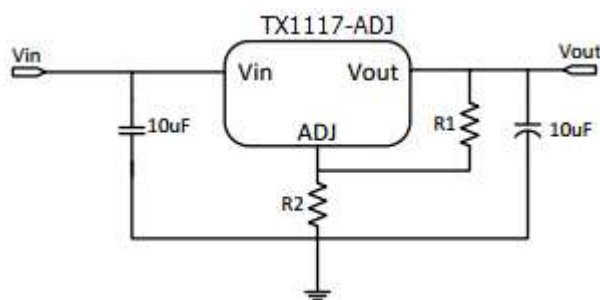 TX1117-ADJ
Vin
Vout
Vin
Vout
10uF
R1
10uF
ADJ
R2